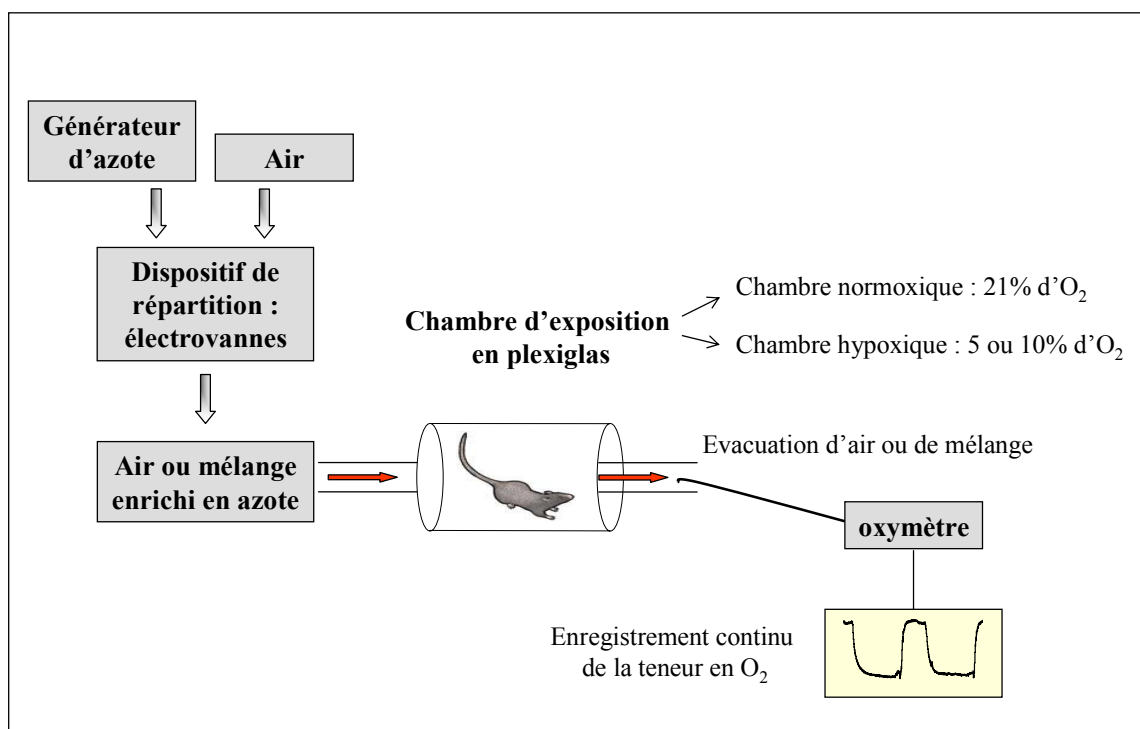 Générateur
d’azote
Air
Dispositif de
répartition :
électrovannes
Chambre d’exposition
en plexiglas
Chambre normoxique : 21% d’O₂
Chambre hypoxique : 5 ou 10% d’O₂
Air ou mélange
enrichi en azote
Evacuation d’air ou de mélange
oxymètre
Enregistrement continu
de la teneur en O₂